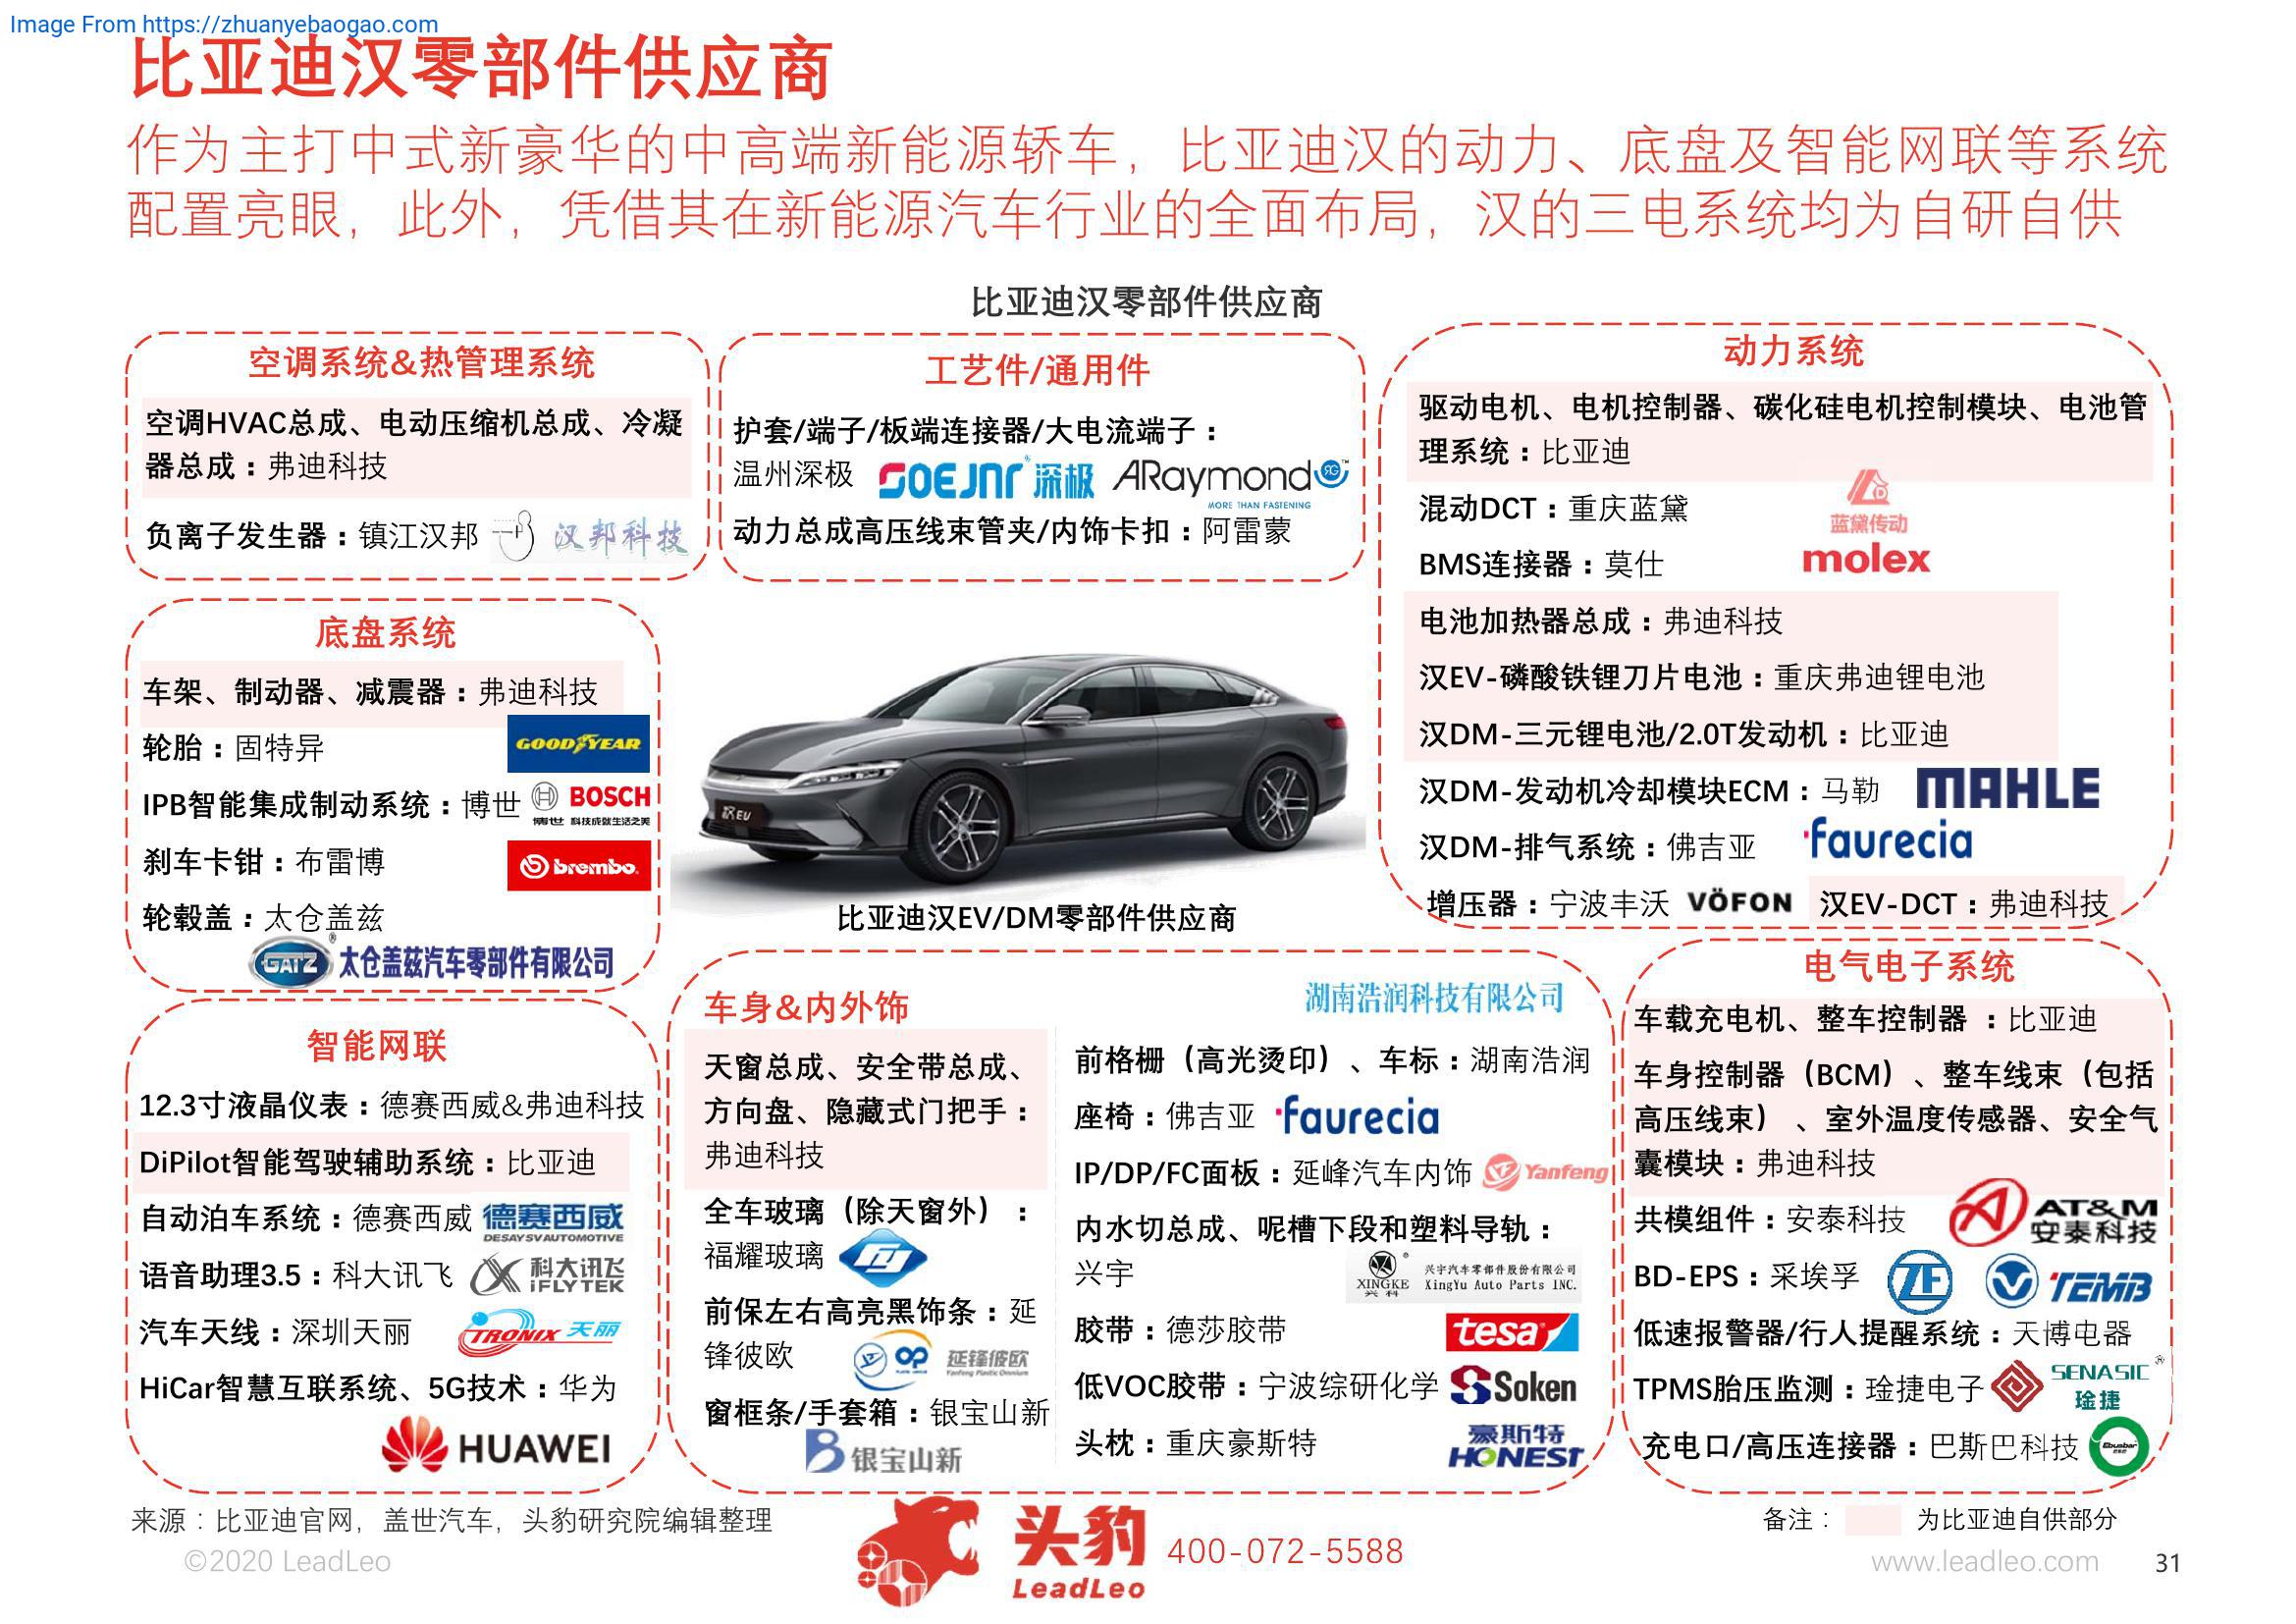 Image From https://zhuanyebaogao.com
比亚迪汉零部件供应商
作为主打中式新豪华的中高端新能源轿车，比亚迪汉的动力、底盘及智能网联等系统
配置亮眼，此外，凭借其在新能源汽车行业的全面布局，汉的三电系统均为自研自供
比亚迪汉零部件供应商
空调系统&热管理系统
空调HVAC总成、电动压缩机总成、冷凝
器总成：弗迪科技
负离子发生器：镇江汉邦
汉邦科技
工艺件/通用件
护套/端子/板端连接器/大电流端子：
温州深极
SOEJNR 深极
ARaymond
MORE THAN FASTENING
动力总成高压线束管夹/内饰卡扣：阿雷蒙
动力系统
驱动电机、电机控制器、碳化硅电机控制模块、电池管
理系统：比亚迪
混动DCT：重庆蓝黛
蓝黛传动
BMS连接器：莫仕
molex
电池加热器总成：弗迪科技
汉EV-磷酸铁锂刀片电池：重庆弗迪锂电池
汉DM-三元锂电池/2.0T发动机：比亚迪
汉DM-发动机冷却模块ECM：马勒
MAHLE
汉DM-排气系统：佛吉亚
faurecia
增压器：宁波丰沃
VÖFON
汉EV-DCT：弗迪科技
底盘系统
车架、制动器、减震器：弗迪科技
轮胎：固特异
GOODYEAR
IPB智能集成制动系统：博世
BOSCH
博世 科技成就生活之美
刹车卡钳：布雷博
brembo
轮毂盖：太仓盖兹
GATZ
太仓盖兹汽车零部件有限公司
汉EV
比亚迪汉EV/DM零部件供应商
智能网联
12.3寸液晶仪表：德赛西威&弗迪科技
DiPilot智能驾驶辅助系统：比亚迪
自动泊车系统：德赛西威
德赛西威
DESAY SV AUTOMOTIVE
语音助理3.5：科大讯飞
科大讯飞
iFLYTEK
汽车天线：深圳天丽
TRONIX 天丽
HiCar智慧互联系统、5G技术：华为
HUAWEI
车身&内外饰
天窗总成、安全带总成、
方向盘、隐藏式门把手：
弗迪科技
全车玻璃（除天窗外）：
福耀玻璃
前保左右高亮黑饰条：延
锋彼欧
OP
延锋彼欧
Yanfeng Plastic Omnium
窗框条/手套箱：银宝山新
银宝山新
湖南浩润科技有限公司
前格栅（高光烫印）、车标：湖南浩润
座椅：佛吉亚
faurecia
IP/DP/FC面板：延峰汽车内饰
Yanfeng
内水切总成、呢槽下段和塑料导轨：
兴宇
XINGKE
兴科
兴宇汽车零部件股份有限公司
XingYu Auto Parts INC.
胶带：德莎胶带
tesa
低VOC胶带：宁波综研化学
Soken
头枕：重庆豪斯特
豪斯特
HONEST
电气电子系统
车载充电机、整车控制器 ：比亚迪
车身控制器（BCM）、整车线束（包括
高压线束）、室外温度传感器、安全气
囊模块：弗迪科技
共模组件：安泰科技
AT&M
安泰科技
BD-EPS：采埃孚
ZF
TEMB
低速报警器/行人提醒系统：天博电器
TPMS胎压监测：琻捷电子
SENASIC
琻捷
充电口/高压连接器：巴斯巴科技
Ebusbar
来源：比亚迪官网，盖世汽车，头豹研究院编辑整理
备注：
为比亚迪自供部分
©2020 LeadLeo
头豹
LeadLeo
400-072-5588
www.leadleo.com
31